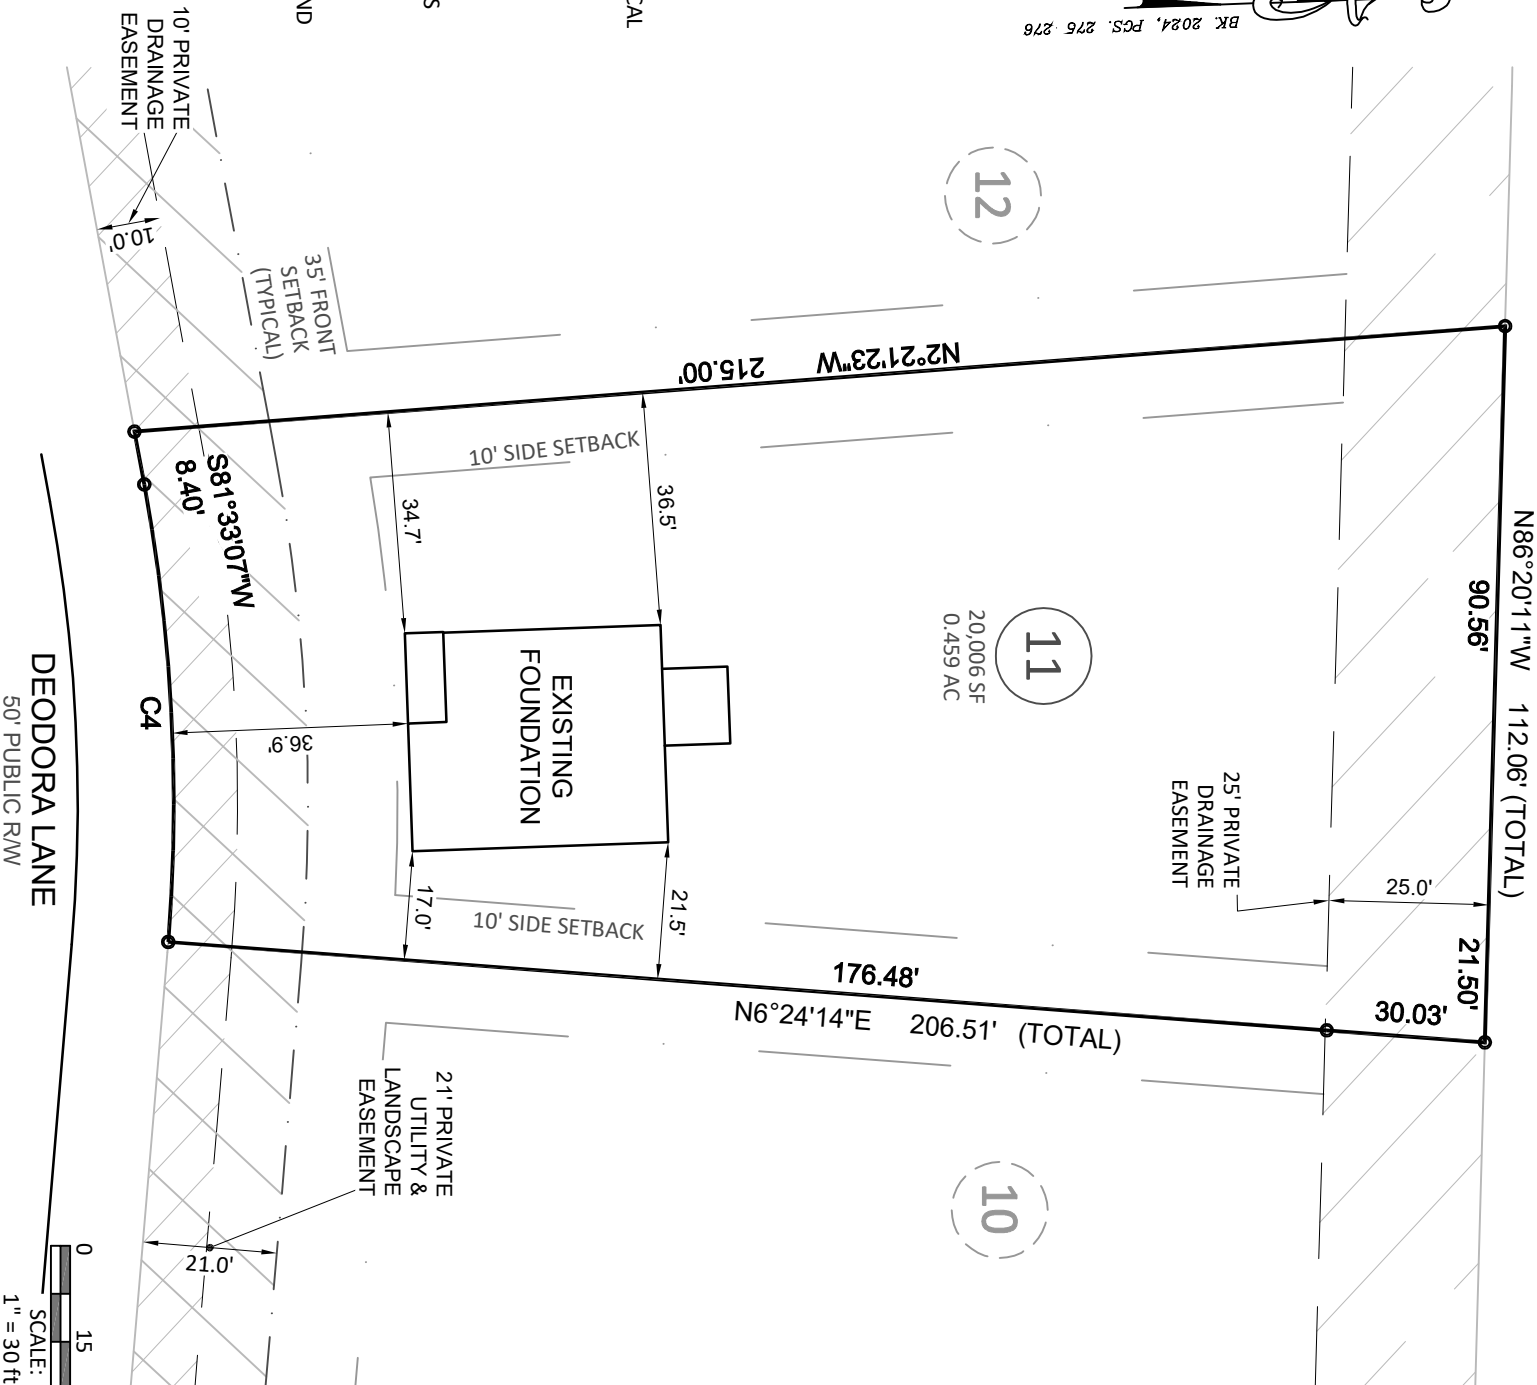 CAL
S
ND
BK. 2024, PGS. 275 276
10' PRIVATE
DRAINAGE
EASEMENT
10.0'
35' FRONT
SETBACK
(TYPICAL)
12
N2°21'23"W 215.00'
10' SIDE SETBACK
34.7'
36.5'
S81°33'07"W
8.40'
N86°20'11"W 112.06' (TOTAL)
90.56'
11
20,006 SF
0.459 AC
EXISTING
FOUNDATION
C4
36.9'
DEODORA LANE
50' PUBLIC R/W
25' PRIVATE
DRAINAGE
EASEMENT
25.0'
21.50'
17.0'
21.5'
10' SIDE SETBACK
176.48'
30.03'
N6°24'14"E 206.51' (TOTAL)
21' PRIVATE
UTILITY &
LANDSCAPE
EASEMENT
21.0'
10
0 15
SCALE:
1" = 30 ft